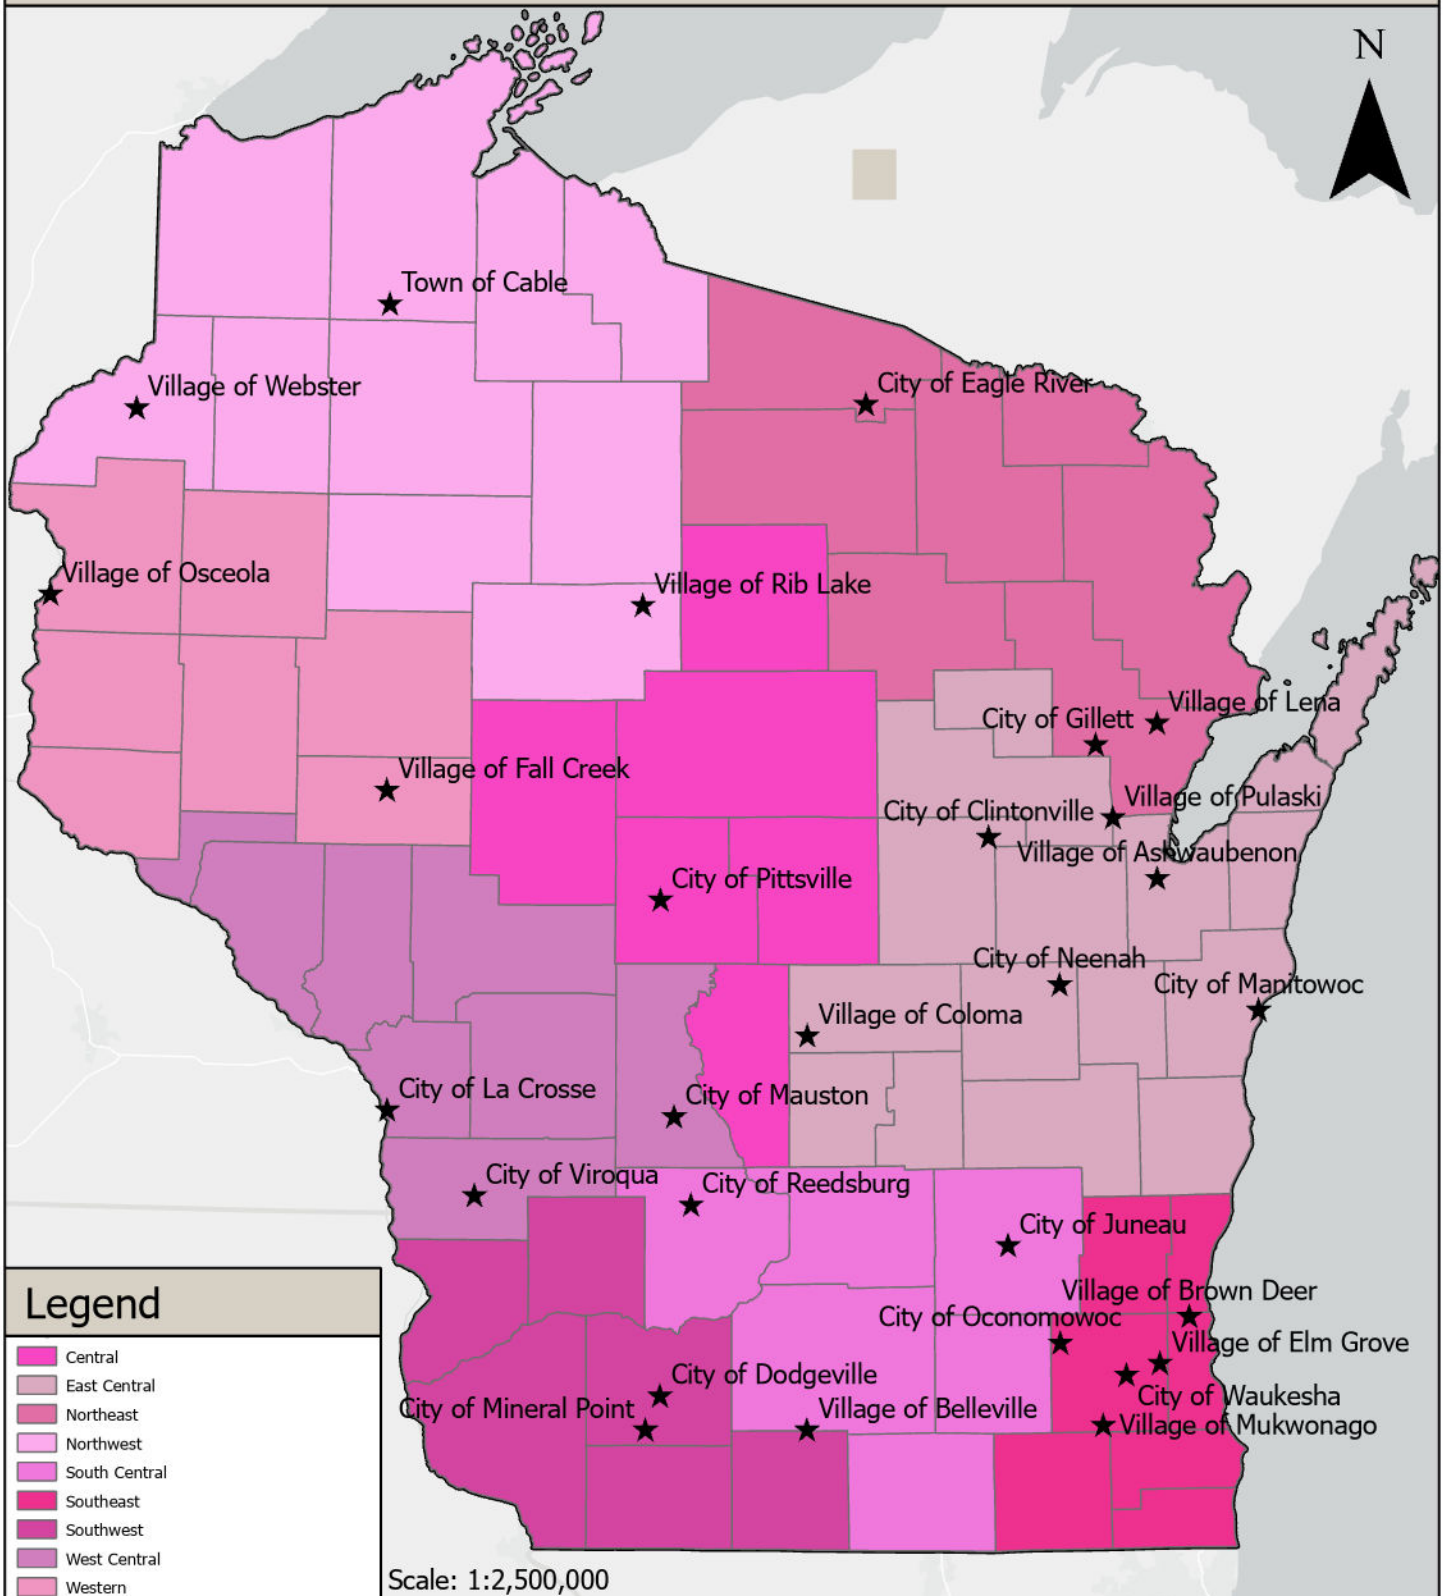 N
Town of Cable
Village of Webster
City of Eagle River
Village of Osceola
Village of Rib Lake
Village of Lena
City of Gillett
Village of Fall Creek
Village of Pulaski
City of Clintonville
Village of Ashwaubenon
City of Pittsville
City of Neenah
City of Manitowoc
Village of Coloma
City of La Crosse
City of Mauston
City of Viroqua
City of Reedsburg
City of Juneau
Village of Brown Deer
City of Oconomowoc
Village of Elm Grove
City of Dodgeville
City of Waukesha
City of Mineral Point
Village of Belleville
Village of Mukwonago
Legend
Central
East Central
Northeast
Northwest
South Central
Southeast
Southwest
West Central
Western
Scale: 1:2,500,000